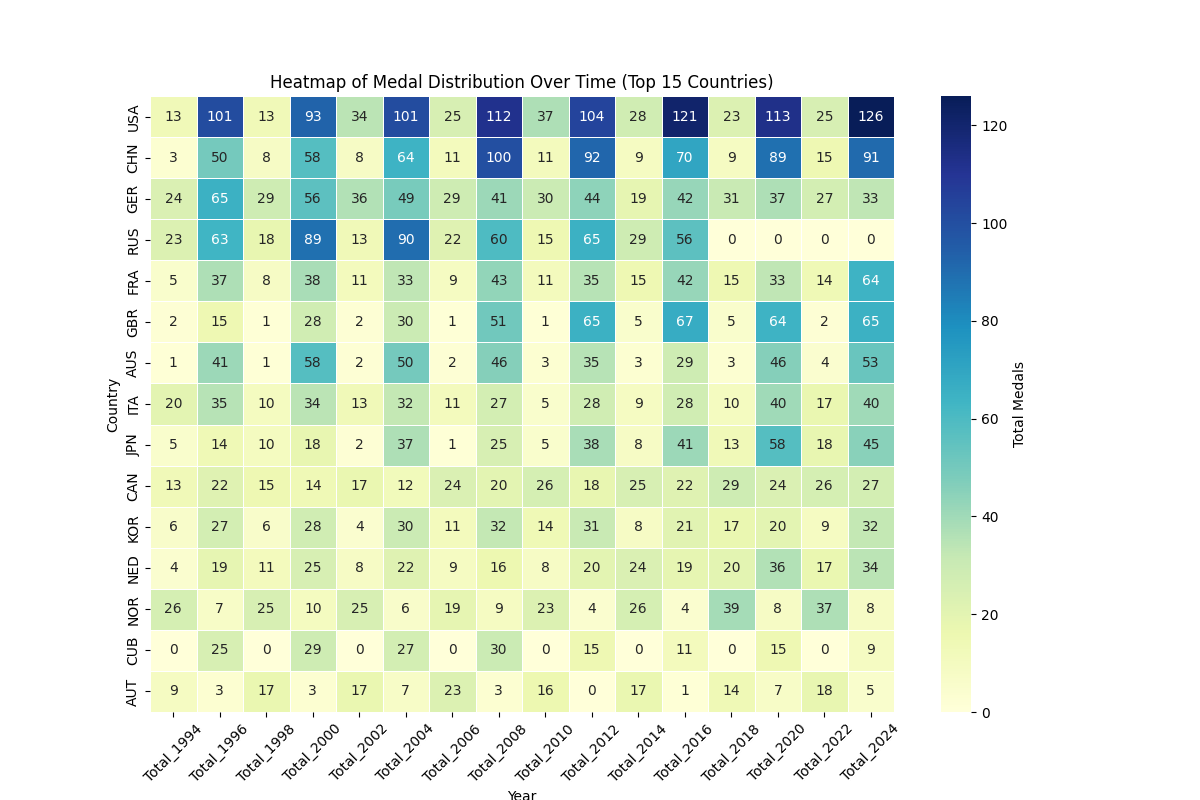 Heatmap of Medal Distribution Over Time (Top 15 Countries)
USA 13 101 13 93 34 101 25 112 37 104 28 121 23 113 25 126
CHN 3 50 8 58 8 64 11 100 11 92 9 70 9 89 15 91
GER 24 65 29 56 36 49 29 41 30 44 19 42 31 37 27 33
RUS 23 63 18 89 13 90 22 60 15 65 29 56 0 0 0 0
FRA 5 37 8 38 11 33 9 43 11 35 15 42 15 33 14 64
GBR 2 15 1 28 2 30 1 51 1 65 5 67 5 64 2 65
AUS 1 41 1 58 2 50 2 46 3 35 3 29 3 46 4 53
ITA 20 35 10 34 13 32 11 27 5 28 9 28 10 40 17 40
JPN 5 14 10 18 2 37 1 25 5 38 8 41 13 58 18 45
CAN 13 22 15 14 17 12 24 20 26 18 25 22 29 24 26 27
KOR 6 27 6 28 4 30 11 32 14 31 8 21 17 20 9 32
NED 4 19 11 25 8 22 9 16 8 20 24 19 20 36 17 34
NOR 26 7 25 10 25 6 19 9 23 4 26 4 39 8 37 8
CUB 0 25 0 29 0 27 0 30 0 15 0 11 0 15 0 9
AUT 9 3 17 3 17 7 23 3 16 0 17 1 14 7 18 5
Country
Total_1994 Total_1996 Total_1998 Total_2000 Total_2002 Total_2004 Total_2006 Total_2008 Total_2010 Total_2012 Total_2014 Total_2016 Total_2018 Total_2020 Total_2022 Total_2024
Year
120
100
80
60
40
20
0
Total Medals